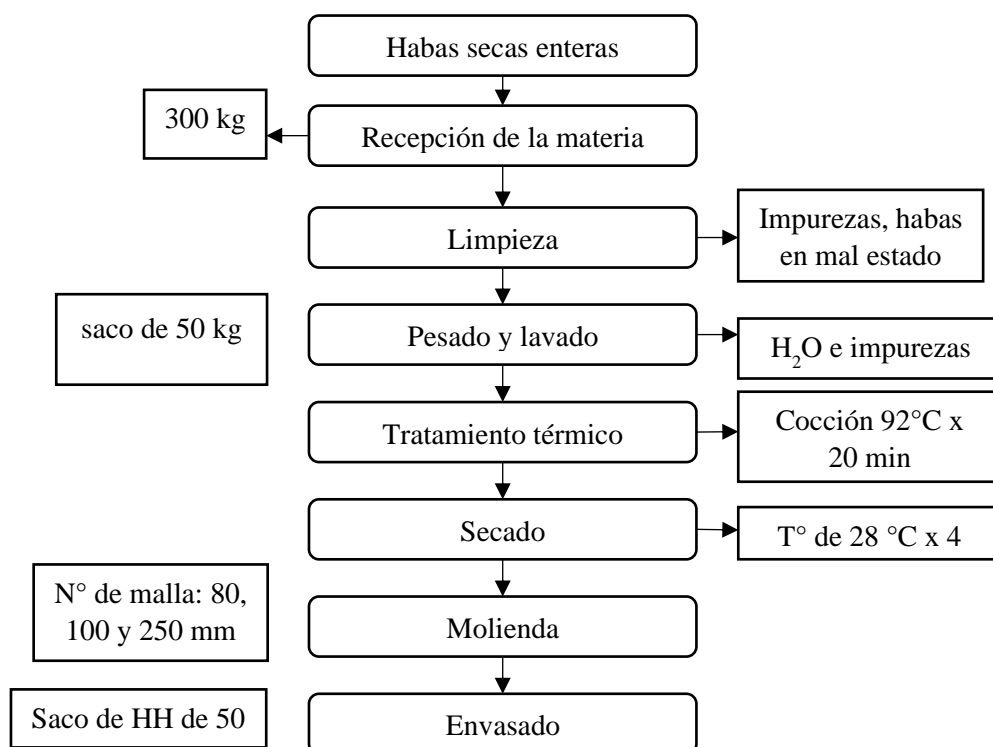 Habas secas enteras
300 kg
Recepción de la materia
Limpieza
Impurezas, habas
en mal estado
saco de 50 kg
Pesado y lavado
H₂O e impurezas
Tratamiento térmico
Cocción 92°C x
20 min
Secado
T° de 28 °C x 4
N° de malla: 80,
100 y 250 mm
Molienda
Saco de HH de 50
Envasado